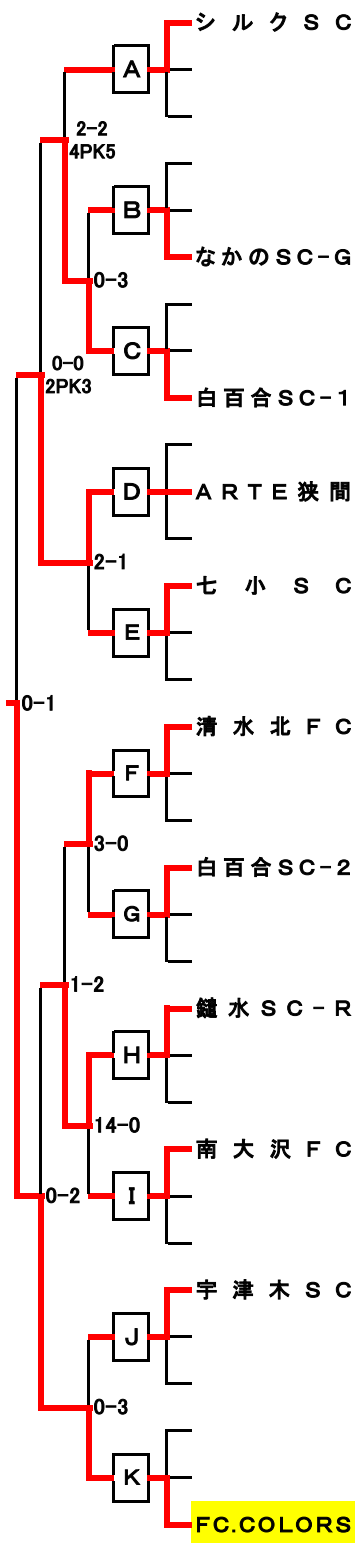 シルクSC
A
2-2
4PK5
B
0-3
なかのSC-G
C
0-0
2PK3
白百合SC-1
D
ARTE狭間
2-1
七小SC
E
0-1
清水北FC
F
3-0
白百合SC-2
G
1-2
鑓水SC-R
H
14-0
南大沢FC
I
0-2
宇津木SC
J
0-3
K
FC.COLORS